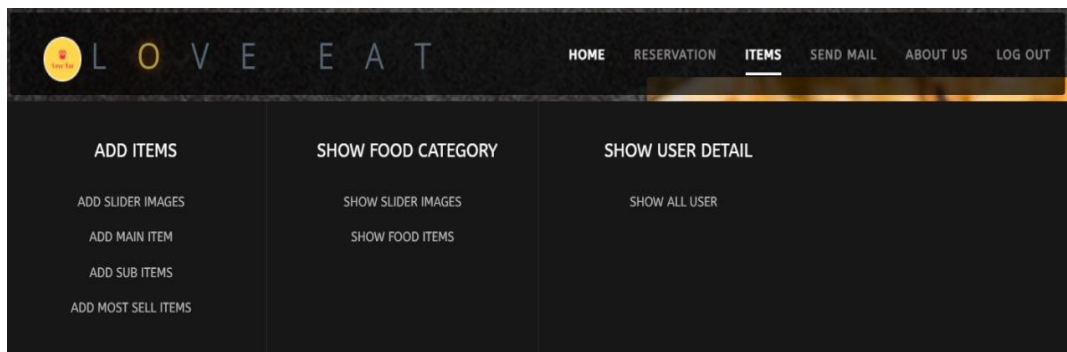 LOVE EAT
HOME RESERVATION ITEMS SEND MAIL ABOUT US LOG OUT
ADD ITEMS
ADD SLIDER IMAGES
ADD MAIN ITEM
ADD SUB ITEMS
ADD MOST SELL ITEMS
SHOW FOOD CATEGORY
SHOW SLIDER IMAGES
SHOW FOOD ITEMS
SHOW USER DETAIL
SHOW ALL USER